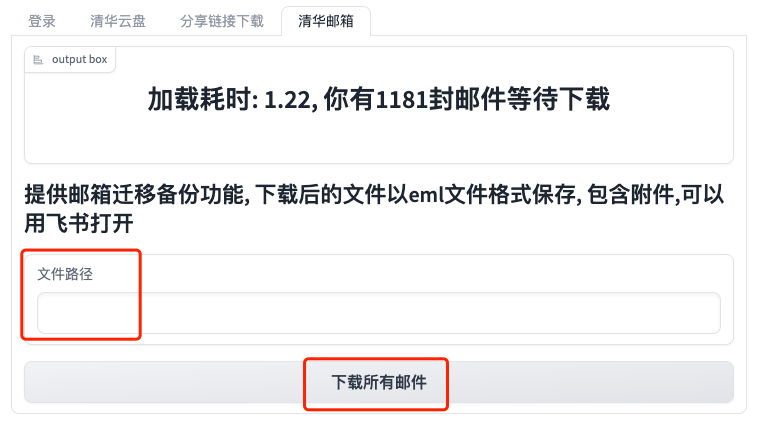 登录 清华云盘 分享链接下载 清华邮箱
output box
加载耗时: 1.22, 你有1181封邮件等待下载
提供邮箱迁移备份功能, 下载后的文件以eml文件格式保存, 包含附件,可以
用飞书打开
文件路径
下载所有邮件